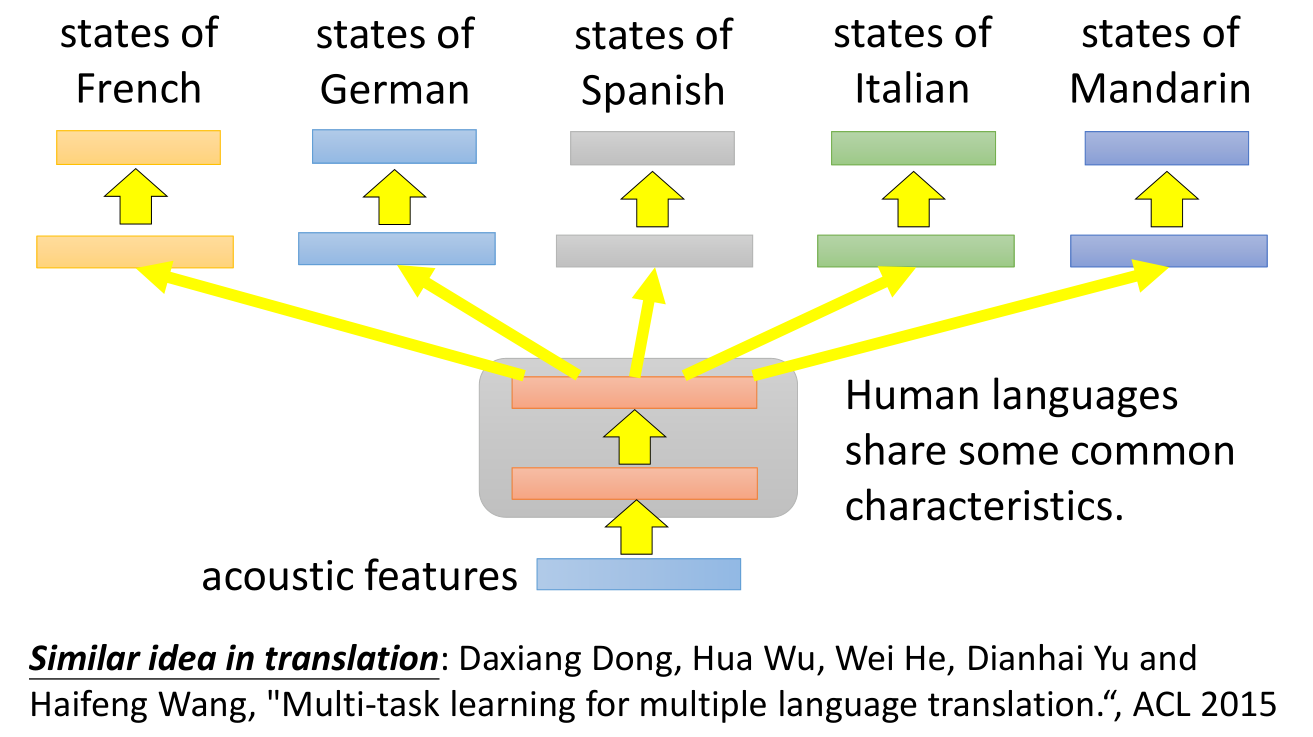 states of
French
states of
German
states of
Spanish
states of
Italian
states of
Mandarin
Human languages
share some common
characteristics.
acoustic features
Similar idea in translation: Daxiang Dong, Hua Wu, Wei He, Dianhai Yu and
Haifeng Wang, "Multi-task learning for multiple language translation.“, ACL 2015